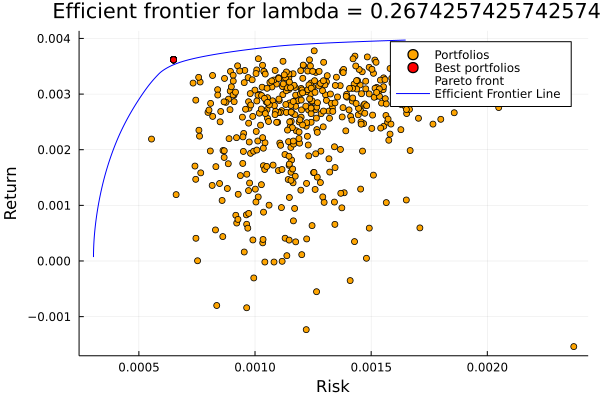 Efficient frontier for lambda = 0.2674257425742574
0.004
0.003
0.002
0.001
0.000
−0.001
Return
Portfolios
Best portfolios
Pareto front
Efficient Frontier Line
0.0005
0.0010
0.0015
0.0020
Risk